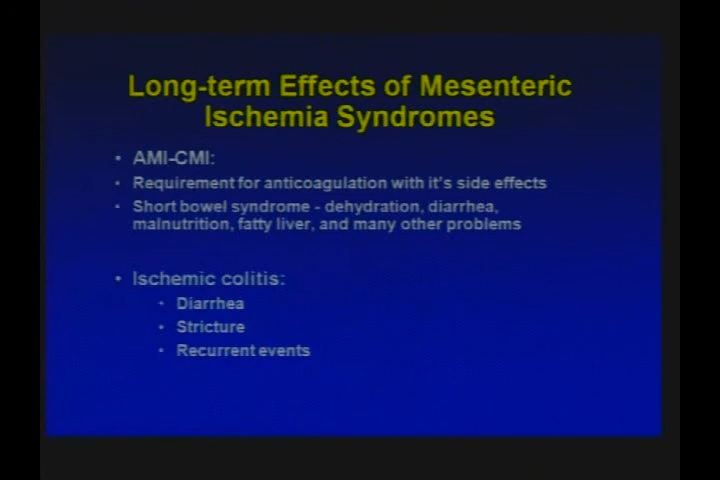 Long-term Effects of Mesenteric
Ischemia Syndromes
• AMI-CMI:
• Requirement for anticoagulation with it's side effects
• Short bowel syndrome - dehydration, diarrhea,
malnutrition, fatty liver, and many other problems
• Ischemic colitis:
• Diarrhea
• Stricture
• Recurrent events